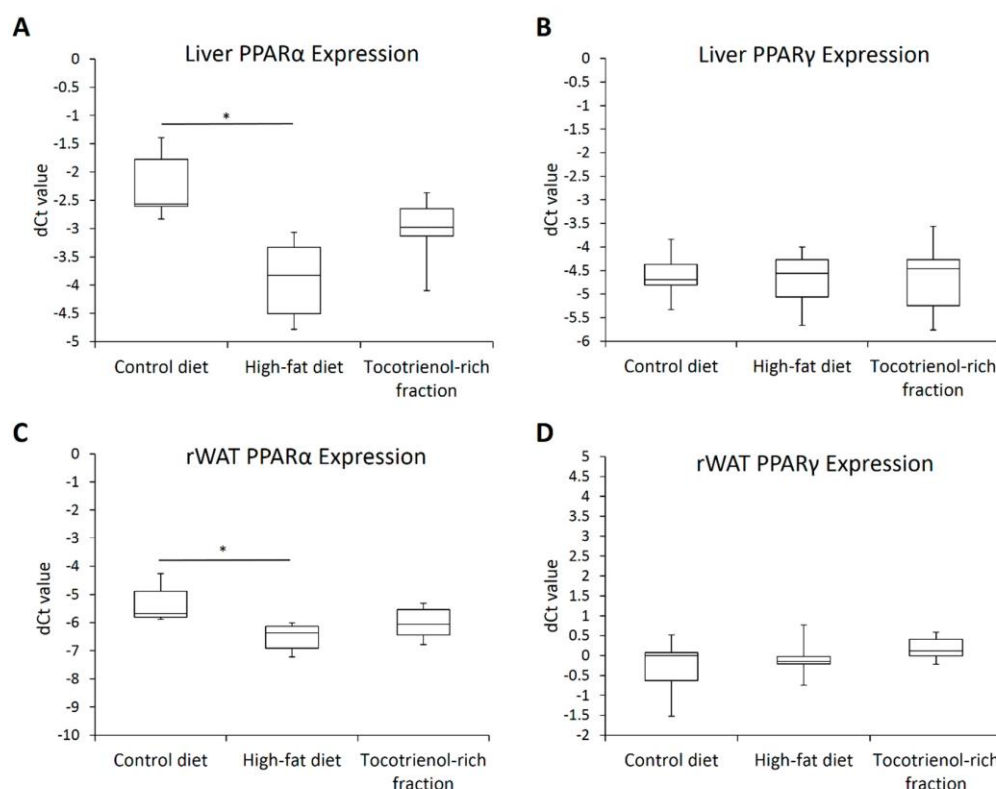 A
Liver PPARα Expression
0
-0.5
-1
-1.5
-2
-2.5
-3
-3.5
-4
-4.5
-5
dCt value
*
Control diet
High-fat diet
Tocotrienol-rich
fraction
B
Liver PPARγ Expression
0
-0.5
-1
-1.5
-2
-2.5
-3
-3.5
-4
-4.5
-5
-5.5
-6
dCt value
Control diet
High-fat diet
Tocotrienol-rich
fraction
C
rWAT PPARα Expression
0
-1
-2
-3
-4
-5
-6
-7
-8
-9
-10
dCt value
*
Control diet
High-fat diet
Tocotrienol-rich
fraction
D
rWAT PPARγ Expression
5
4.5
4
3.5
3
2.5
2
1.5
1
0.5
0
-0.5
-1
-1.5
-2
dCt value
Control diet
High-fat diet
Tocotrienol-rich
fraction